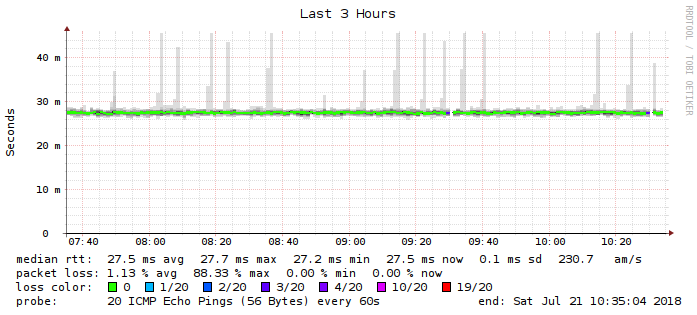 Last 3 Hours
RRDTOOL / TOBI OETIKER
Seconds
40 m
30 m
20 m
10 m
0
07:40 08:00 08:20 08:40 09:00 09:20 09:40 10:00 10:20
median rtt: 27.5 ms avg 27.7 ms max 27.2 ms min 27.5 ms now 0.1 ms sd 230.7 am/s
packet loss: 1.13 % avg 88.33 % max 0.00 % min 0.00 % now
loss color: 0 1/20 2/20 3/20 4/20 10/20 19/20
probe: 20 ICMP Echo Pings (56 Bytes) every 60s end: Sat Jul 21 10:35:04 2018